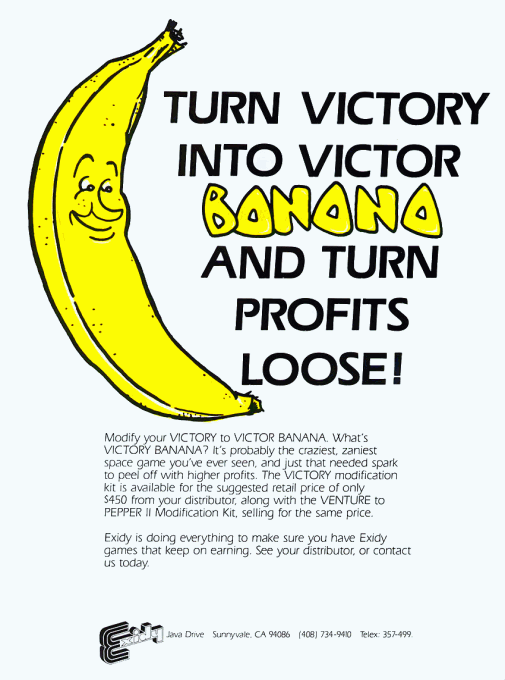 TURN VICTORY
INTO VICTOR
BANANA
AND TURN
PROFITS
LOOSE!
Modify your VICTORY to VICTOR BANANA. What's
VICTORY BANANA? It's probably the craziest, zaniest
space game you've ever seen, and just that needed spark
to peel off with higher profits. The VICTORY modification
kit is available for the suggested retail price of only
$450 from your distributor, along with the VENTURE to
PEPPER II Modification Kit, selling for the same price.
Exidy is doing everything to make sure you have Exidy
games that keep on earning. See your distributor, or contact
us today.
Exidy Java Drive Sunnyvale, CA 94086 (408) 734-9410 Telex: 357-499.